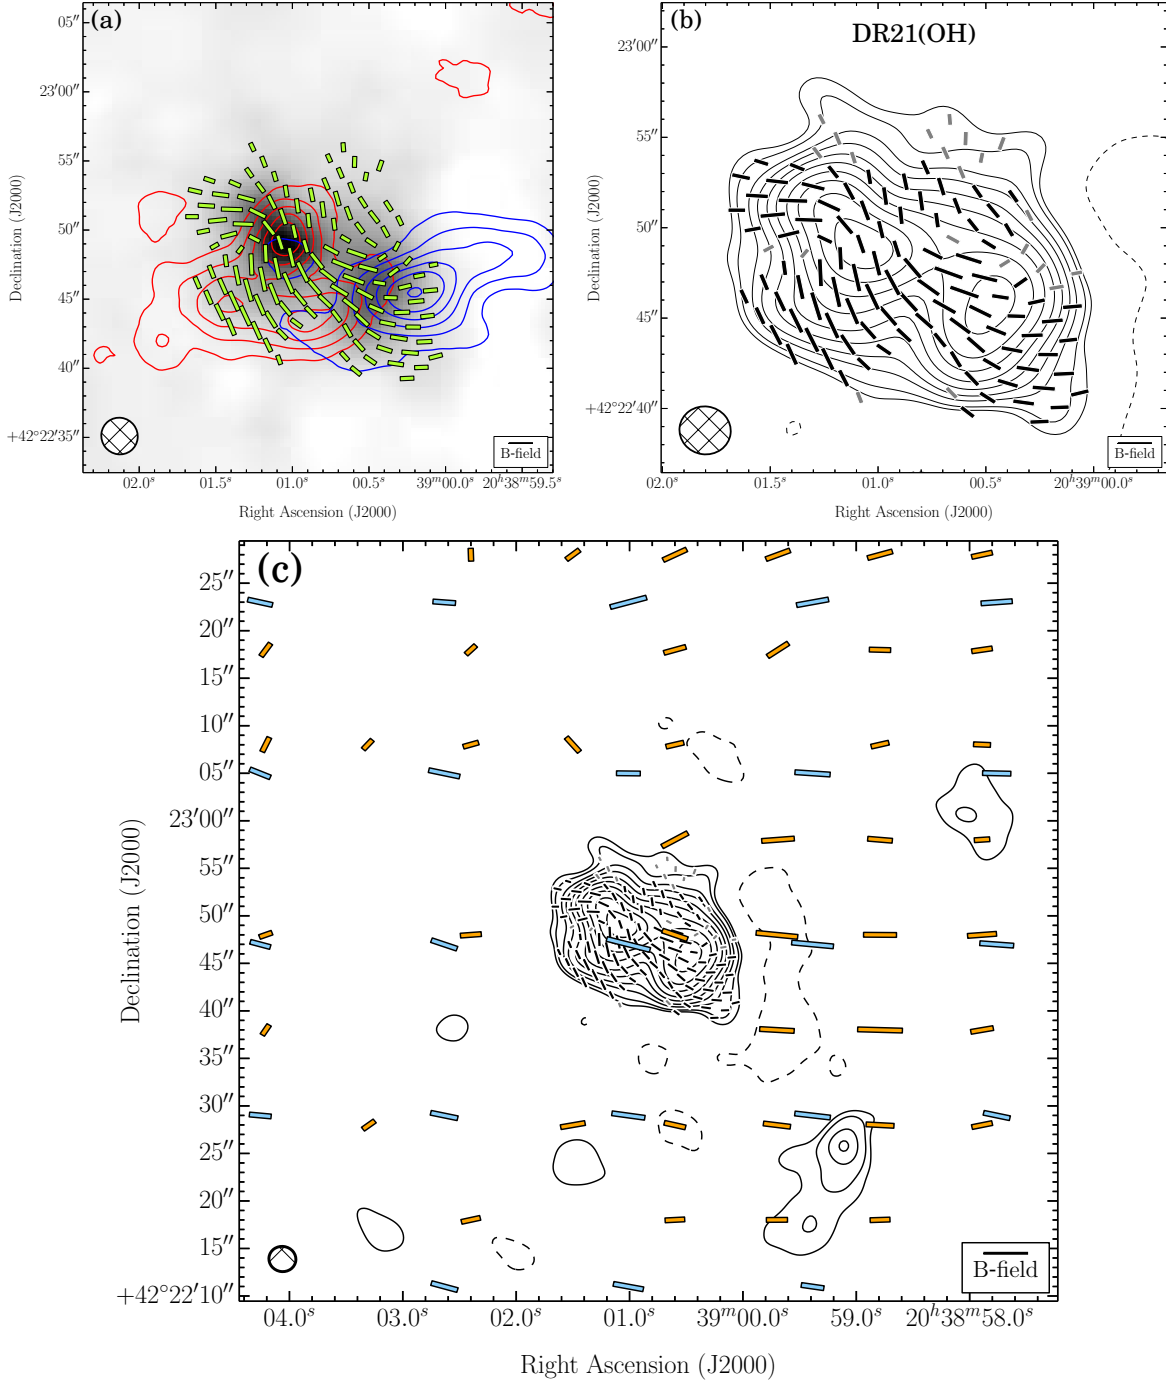 (a)
05″
23′00″
55″
50″
45″
40″
+42°22′35″
Declination (J2000)
B-field
02.0ˢ 01.5ˢ 01.0ˢ 00.5ˢ 39ᵐ00.0ˢ 20ʰ38ᵐ59.5ˢ
Right Ascension (J2000)
(b)
DR21(OH)
23′00″
55″
50″
45″
+42°22′40″
Declination (J2000)
B-field
02.0ˢ 01.5ˢ 01.0ˢ 00.5ˢ 20ʰ39ᵐ00.0ˢ
Right Ascension (J2000)
(c)
25″
20″
15″
10″
05″
23′00″
55″
50″
45″
40″
35″
30″
25″
20″
15″
+42°22′10″
Declination (J2000)
B-field
04.0ˢ 03.0ˢ 02.0ˢ 01.0ˢ 39ᵐ00.0ˢ 59.0ˢ 20ʰ38ᵐ58.0ˢ
Right Ascension (J2000)